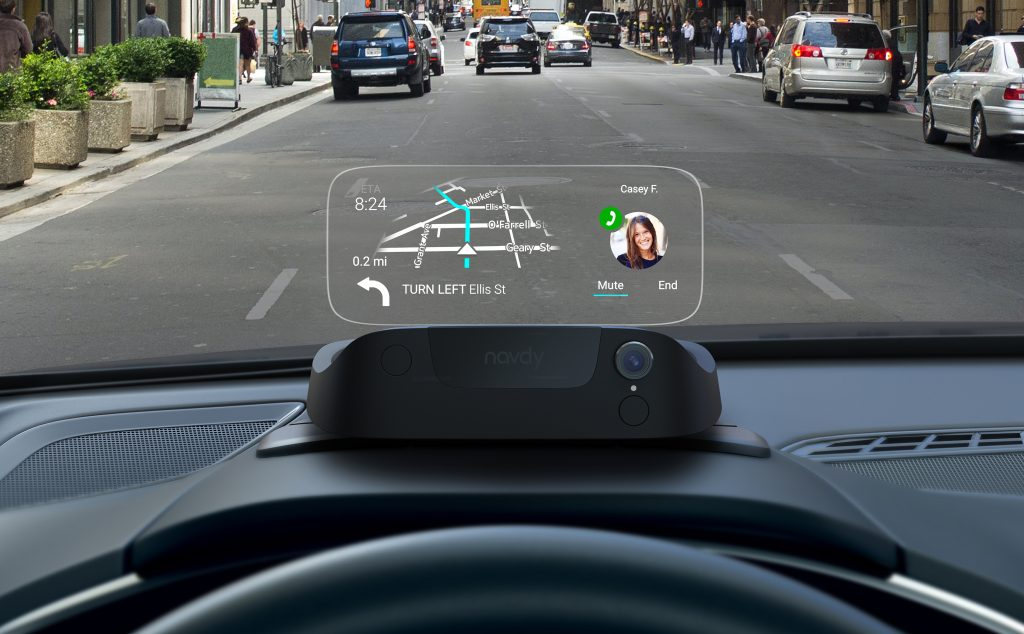 ETA
8:24
Market St
Ellis St
O'Farrell St
Grant Ave
Geary St
0.2 mi
TURN LEFT Ellis St
Casey F.
Mute
End
navdy